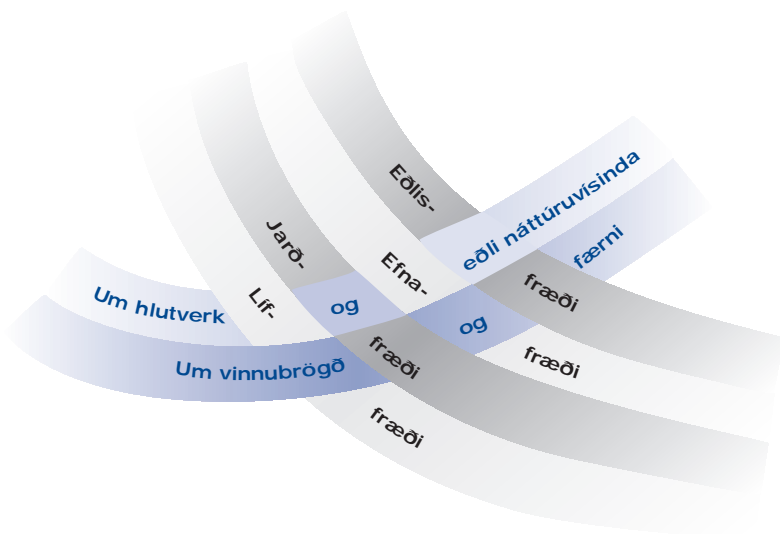 Eðlis- fræði
Efna- fræði
Jarð- fræði
Líf- fræði
Um hlutverk og eðli náttúruvísinda
Um vinnubrögð og færni